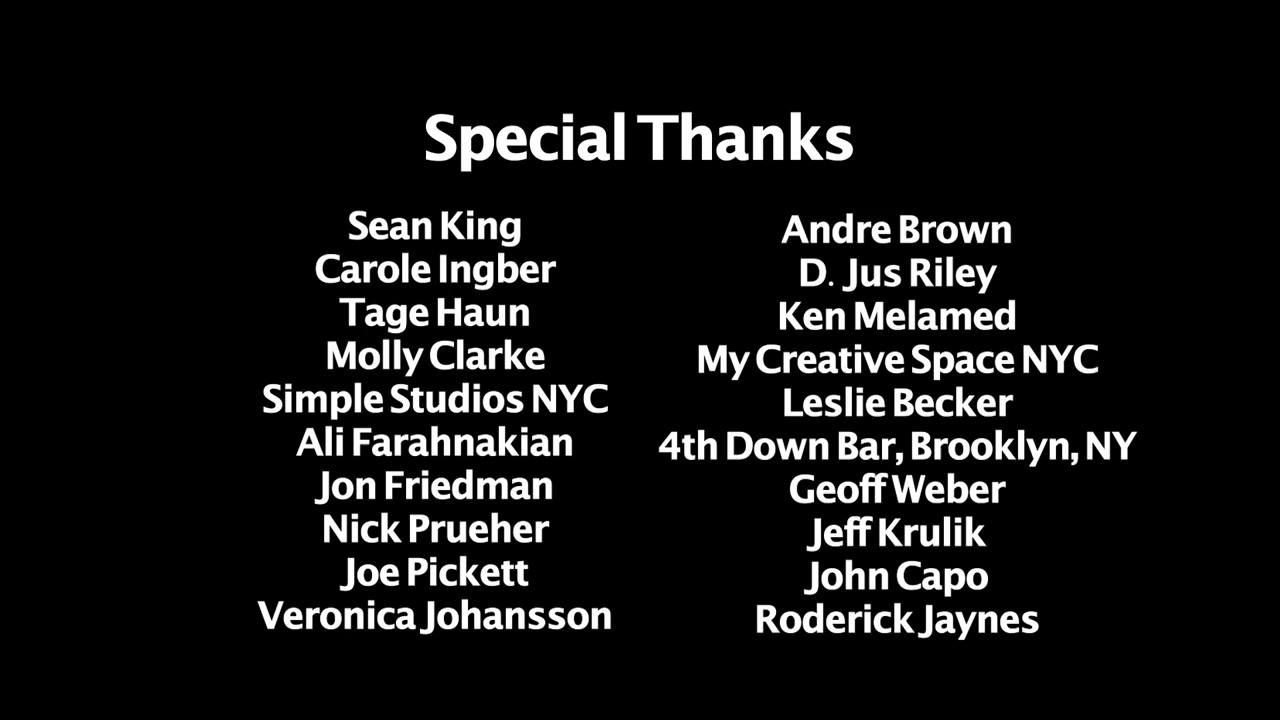 Special Thanks
Sean King
Carole Ingber
Tage Haun
Molly Clarke
Simple Studios NYC
Ali Farahnakian
Jon Friedman
Nick Prueher
Joe Pickett
Veronica Johansson
Andre Brown
D. Jus Riley
Ken Melamed
My Creative Space NYC
Leslie Becker
4th Down Bar, Brooklyn, NY
Geoff Weber
Jeff Krulik
John Capo
Roderick Jaynes